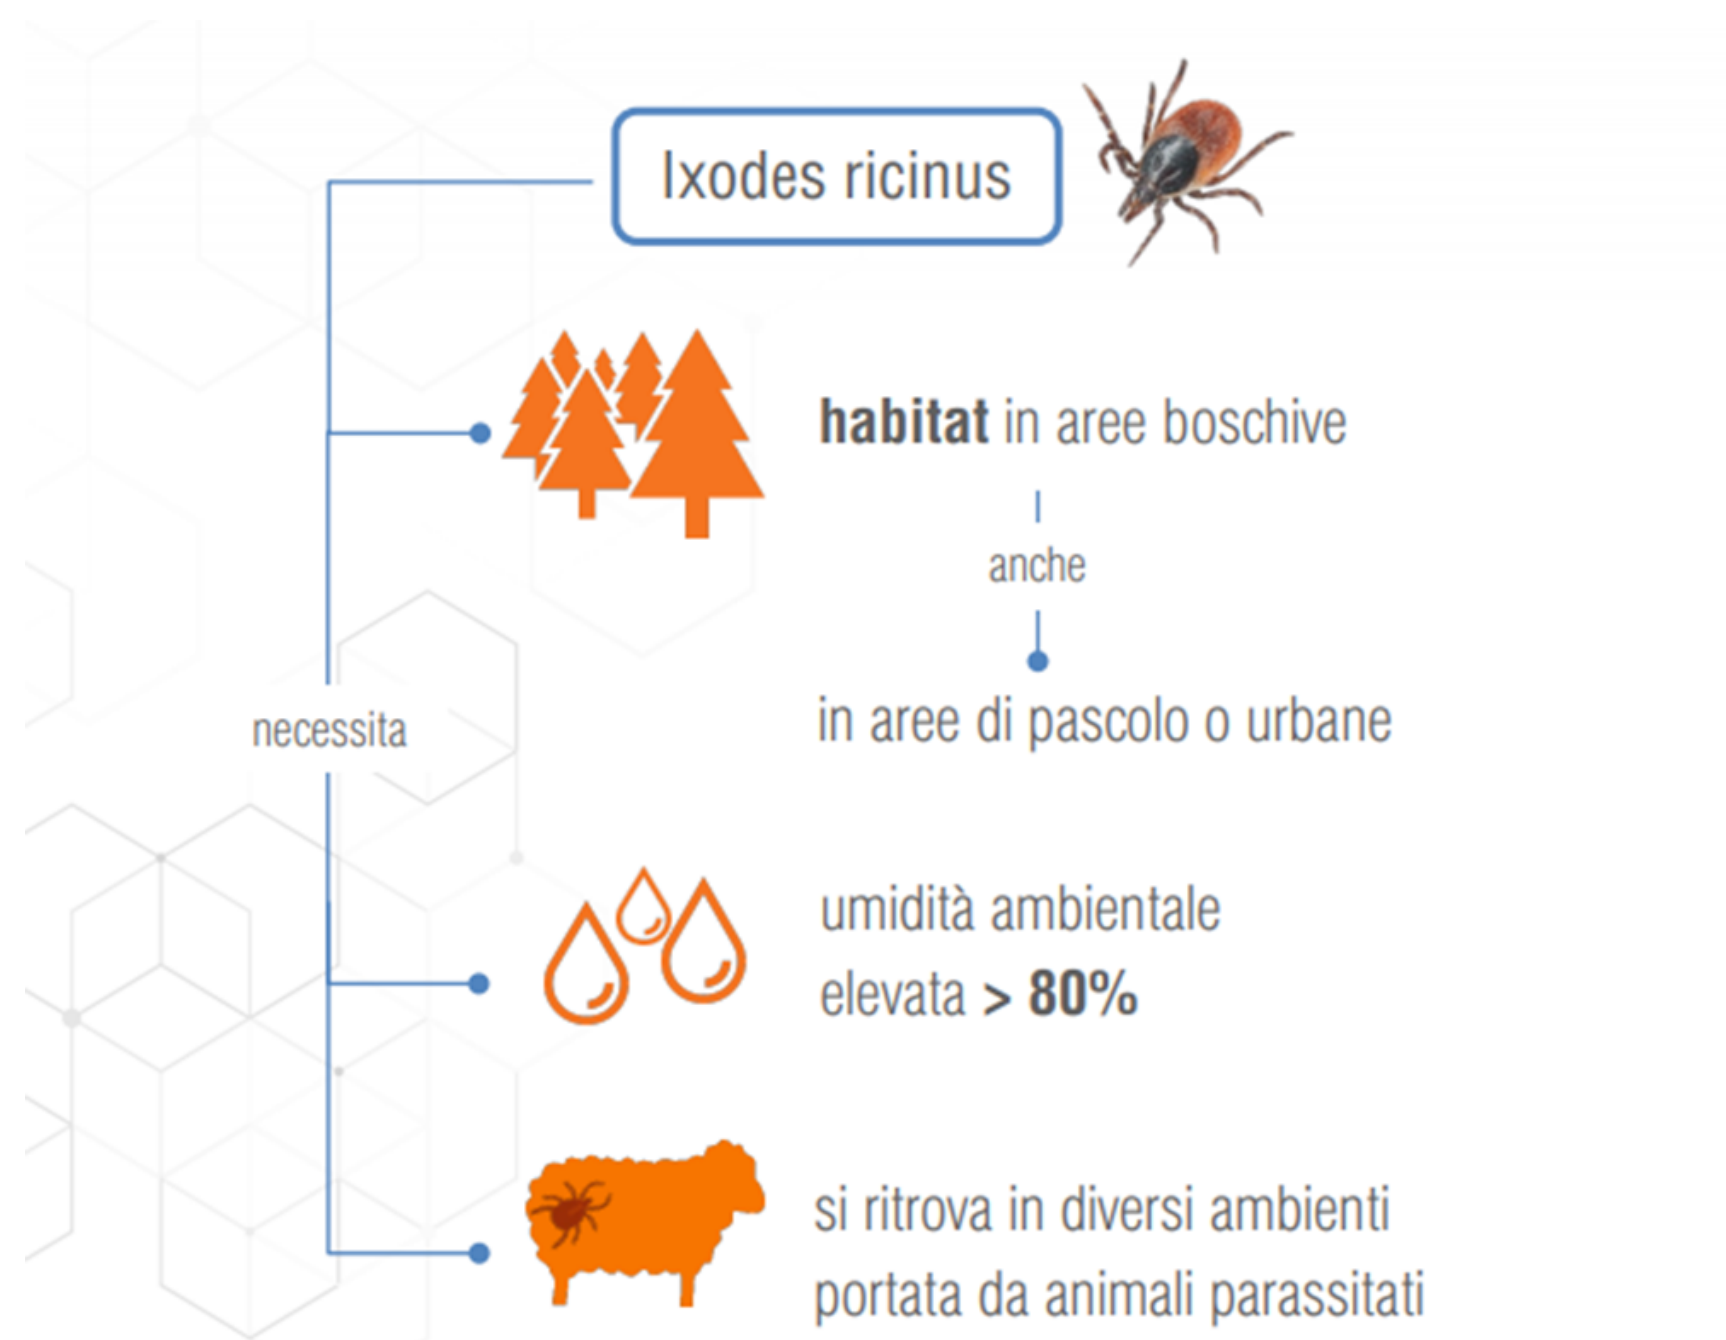 Ixodes ricinus
habitat in aree boschive
anche
in aree di pascolo o urbane
necessita
umidità ambientale
elevata > 80%
si ritrova in diversi ambienti
portata da animali parassitati